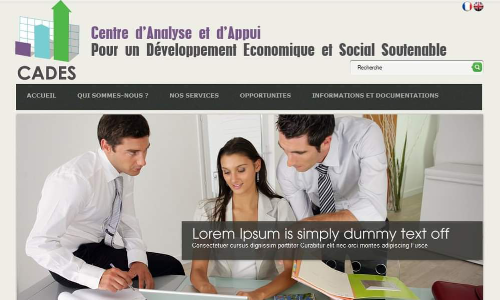 Centre d'Analyse et d'Appui
Pour un Développement Economique et Social Soutenable
CADES
Recherche
ACCUEIL QUI SOMMES-NOUS ? NOS SERVICES OPPORTUNITES INFORMATIONS ET DOCUMENTATIONS
Lorem Ipsum is simply dummy text off
Consectetuer cursus dignissim porttitor Curabitur elit nec orci montes adipiscing l'usce